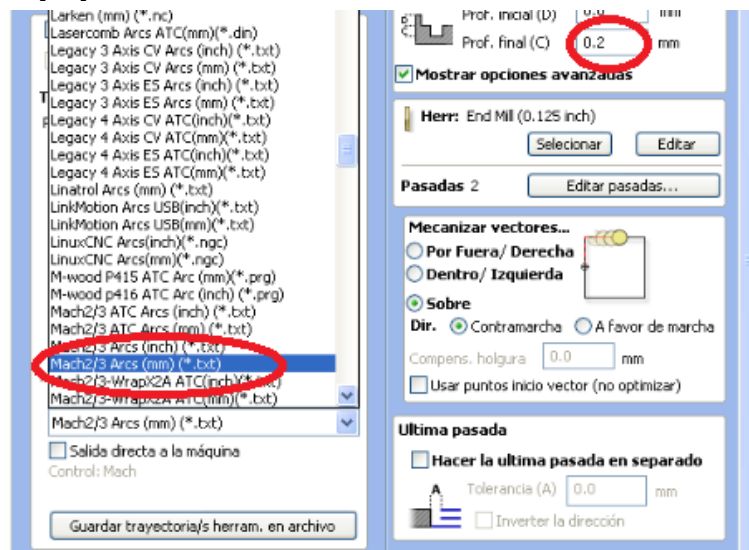 Larken (mm) (*.nc)
Lasercomb Arcs ATC(mm)(*.din)
Legacy 3 Axis CV Arcs (inch) (*.txt)
Legacy 3 Axis CV Arcs (mm) (*.txt)
Legacy 3 Axis E5 Arcs (inch) (*.txt)
Legacy 3 Axis E5 Arcs (mm) (*.txt)
Legacy 4 Axis CV ATC(inch)(*.txt)
Legacy 4 Axis CV ATC(mm)(*.txt)
Legacy 4 Axis E5 ATC(inch)(*.txt)
Legacy 4 Axis E5 ATC(mm)(*.txt)
Linatrol Arcs (mm) (*.txt)
LinkMotion Arcs USB(inch)(*.txt)
LinkMotion Arcs USB(mm)(*.txt)
LinuxCNC Arcs(inch)(*.ngc)
LinuxCNC Arcs(mm)(*.ngc)
M-wood P415 ATC Arc (mm)(*.prg)
M-wood p416 ATC Arc (inch) (*.prg)
Mach2/3 ATC Arcs (inch) (*.txt)
Mach2/3 ATC Arcs (mm) (*.txt)
Mach2/3 Arcs (inch) (*.txt)
Mach2/3 Arcs (mm) (*.txt)
Mach2/3-WrapX2A ATC(inch)(*.txt)
Mach2/3-WrapX2A ATC(mm)(*.txt)
Mach2/3 Arcs (mm) (*.txt)
Salida directa a la máquina
Control: Mach
Guardar trayectoria/s herram. en archivo
Prof. inicial (D) 0.0 mm
Prof. final (C) 0.2 mm
Mostrar opciones avanzadas
Herr: End Mill (0.125 inch)
Selecionar Editar
Pasadas 2 Editar pasadas...
Mecanizar vectores...
Por Fuera/ Derecha
Dentro/ Izquierda
Sobre
Dir. Contramarcha A favor de marcha
Compens. holgura 0.0 mm
Usar puntos inicio vector (no optimizar)
Ultima pasada
Hacer la ultima pasada en separado
A Tolerancia (A) 0.0 mm
Inverter la dirección